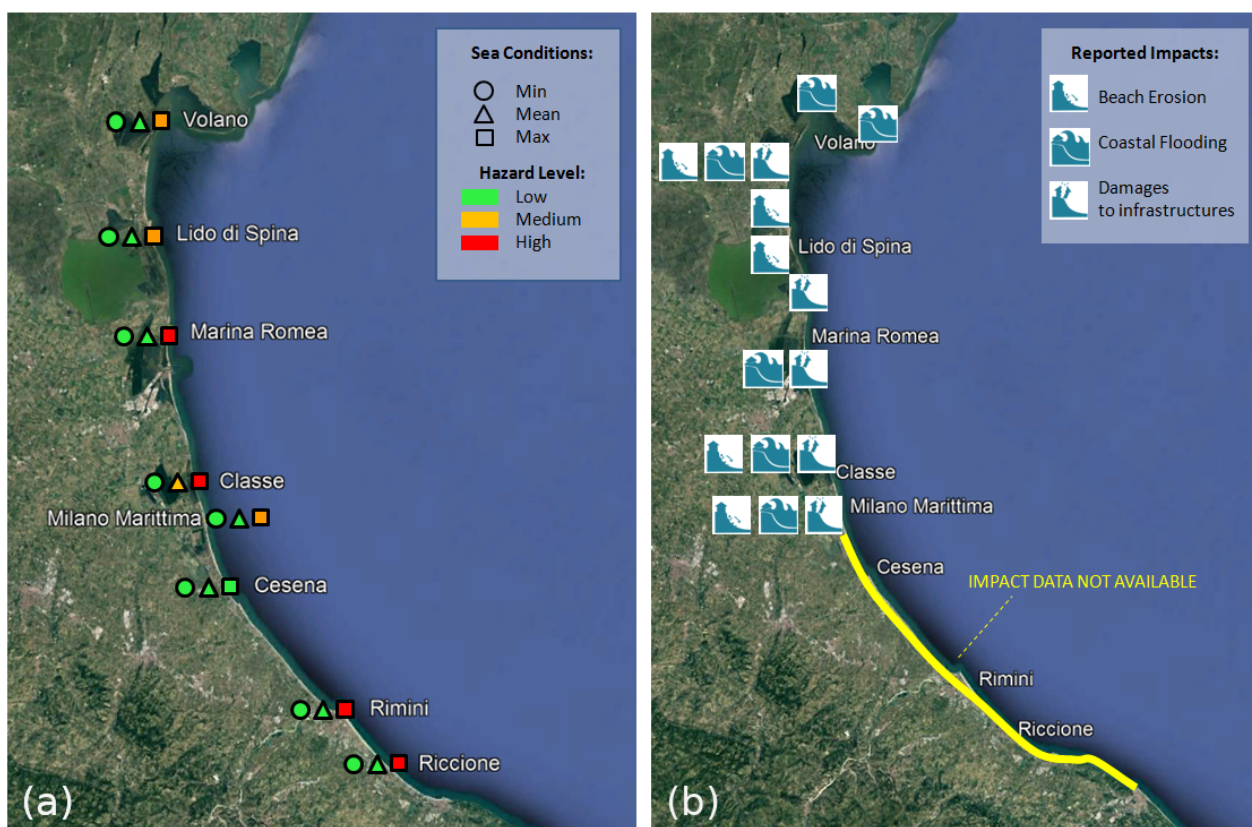 Sea Conditions:
Min
Mean
Max
Hazard Level:
Low
Medium
High
Volano
Lido di Spina
Marina Romea
Classe
Milano Marittima
Cesena
Rimini
Riccione
(a)
Reported Impacts:
Beach Erosion
Coastal Flooding
Damages
to infrastructures
Volano
Lido di Spina
Marina Romea
Classe
Milano Marittima
Cesena
IMPACT DATA NOT AVAILABLE
Rimini
Riccione
(b)